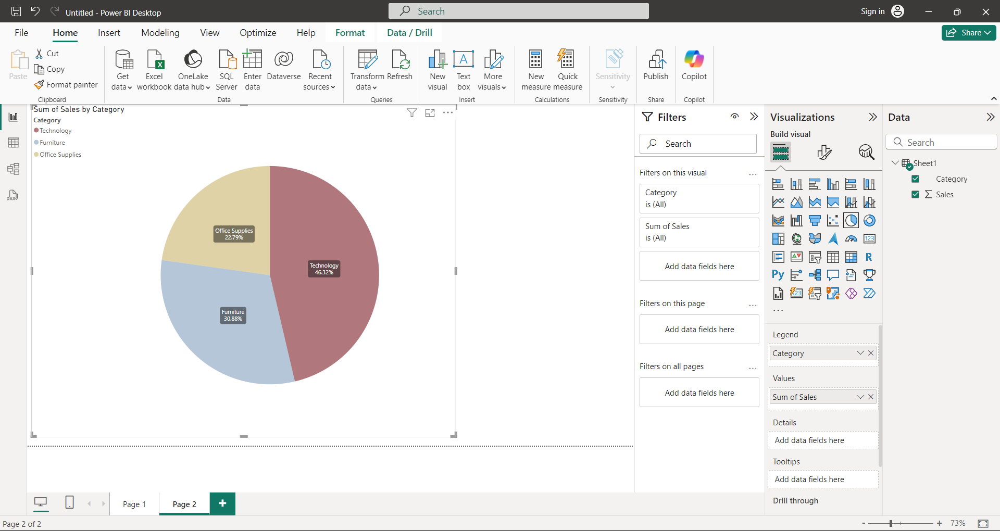 Untitled - Power BI Desktop
Search
Sign in
File
Home
Insert
Modeling
View
Optimize
Help
Format
Data / Drill
Share
Paste
Cut
Copy
Format painter
Clipboard
Get
data
Excel
workbook
OneLake
data hub
SQL
Server
Enter
data
Dataverse
Recent
sources
Data
Transform
data
Refresh
Queries
New
visual
Text
box
More
visuals
Insert
New
measure
Quick
measure
Calculations
Sensitivity
Sensitivity
Publish
Share
Copilot
Copilot
DAX
Sum of Sales by Category
Category
Technology
Furniture
Office Supplies
Office Supplies
22.79%
Technology
46.32%
Furniture
30.88%
Filters
Search
Filters on this visual
Category
is (All)
Sum of Sales
is (All)
Add data fields here
Filters on this page
Add data fields here
Filters on all pages
Add data fields here
Visualizations
Build visual
123
R
Py
123
Legend
Category
Values
Sum of Sales
Details
Add data fields here
Tooltips
Add data fields here
Drill through
Data
Search
Sheet1
Category
Σ Sales
Page 1
Page 2
+
Page 2 of 2
- + 73%